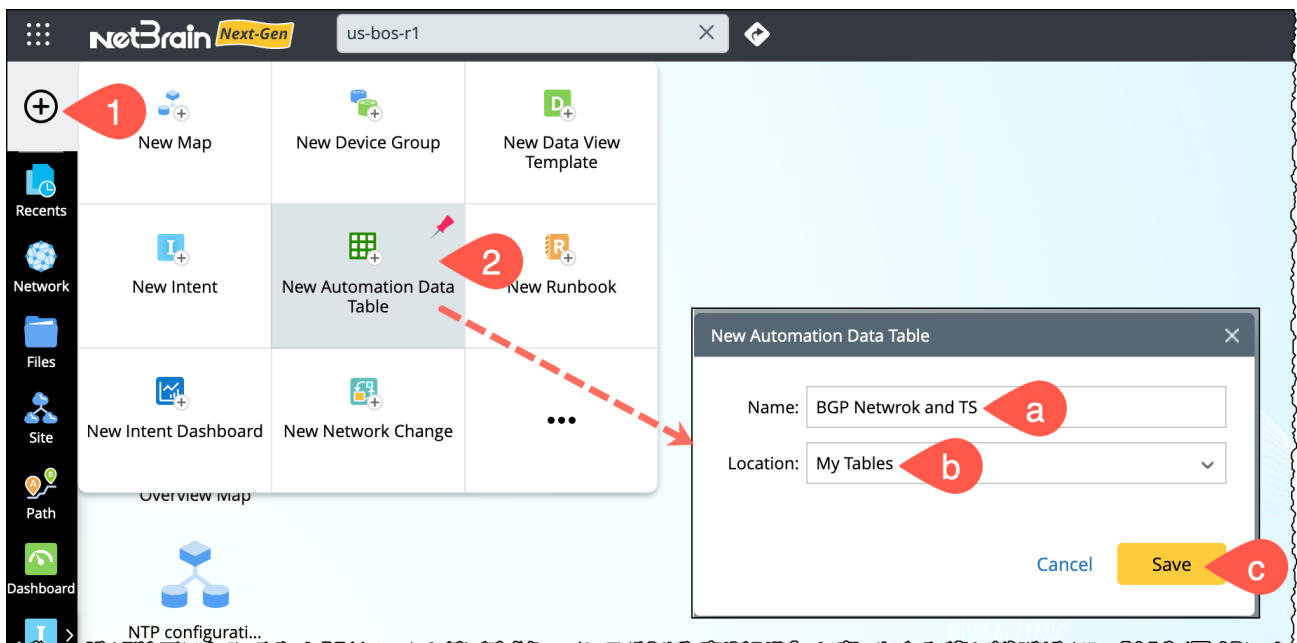 NetBrain Next-Gen
us-bos-r1
1
New Map
New Device Group
New Data View
Template
Recents
Network
New Intent
2
New Automation Data
Table
New Runbook
Files
Site
New Intent Dashboard
New Network Change
•••
Overview Map
Path
Dashboard
NTP configurati...
New Automation Data Table
Name: BGP Netwrok and TS
a
Location: My Tables
b
Cancel
Save
c